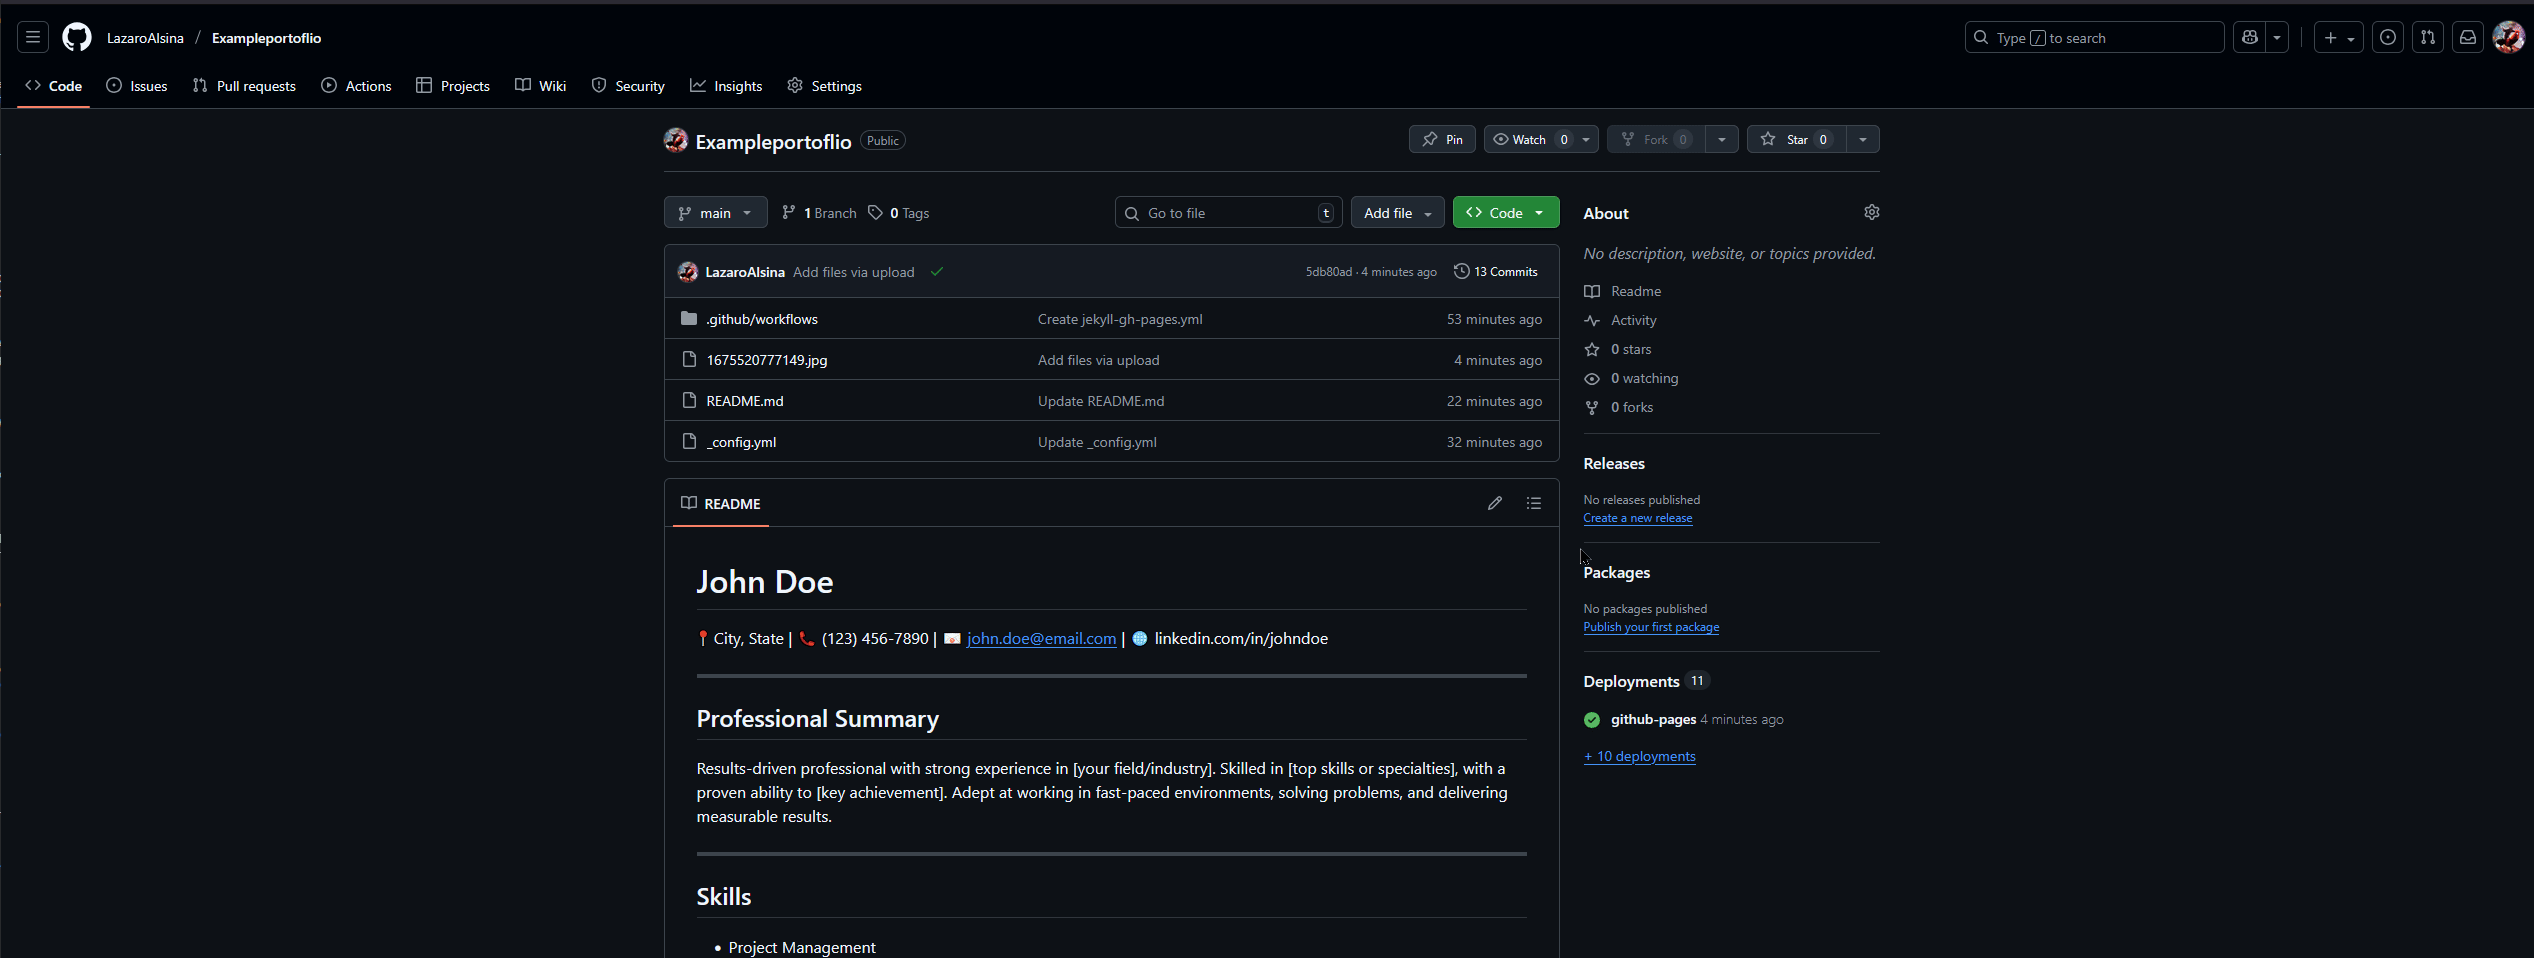 LazaroAlsina / Exampleportoflio
Type / to search
Code Issues Pull requests Actions Projects Wiki Security Insights Settings
Exampleportoflio Public
Pin Watch 0 Fork 0 Star 0
main 1 Branch 0 Tags Go to file t Add file Code
LazaroAlsina Add files via upload 5db80ad · 4 minutes ago 13 Commits
.github/workflows Create jekyll-gh-pages.yml 53 minutes ago
1675520777149.jpg Add files via upload 4 minutes ago
README.md Update README.md 22 minutes ago
_config.yml Update _config.yml 32 minutes ago
README
John Doe
📍 City, State | 📞 (123) 456-7890 | 📧 john.doe@email.com | 🌐 linkedin.com/in/johndoe
Professional Summary
Results-driven professional with strong experience in [your field/industry]. Skilled in [top skills or specialties], with a
proven ability to [key achievement]. Adept at working in fast-paced environments, solving problems, and delivering
measurable results.
Skills
• Project Management
About
No description, website, or topics provided.
Readme
Activity
0 stars
0 watching
0 forks
Releases
No releases published
Create a new release
Packages
No packages published
Publish your first package
Deployments 11
github-pages 4 minutes ago
+ 10 deployments